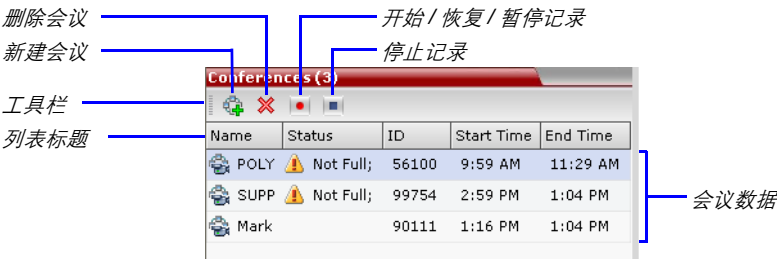 删除会议
开始 / 恢复 / 暂停记录
新建会议
停止记录
Conferences (3)
工具栏
列表标题
Name Status ID Start Time End Time
POLY Not Full; 56100 9:59 AM 11:29 AM
SUPP Not Full; 99754 2:59 PM 1:04 PM
Mark 90111 1:16 PM 1:04 PM
会议数据